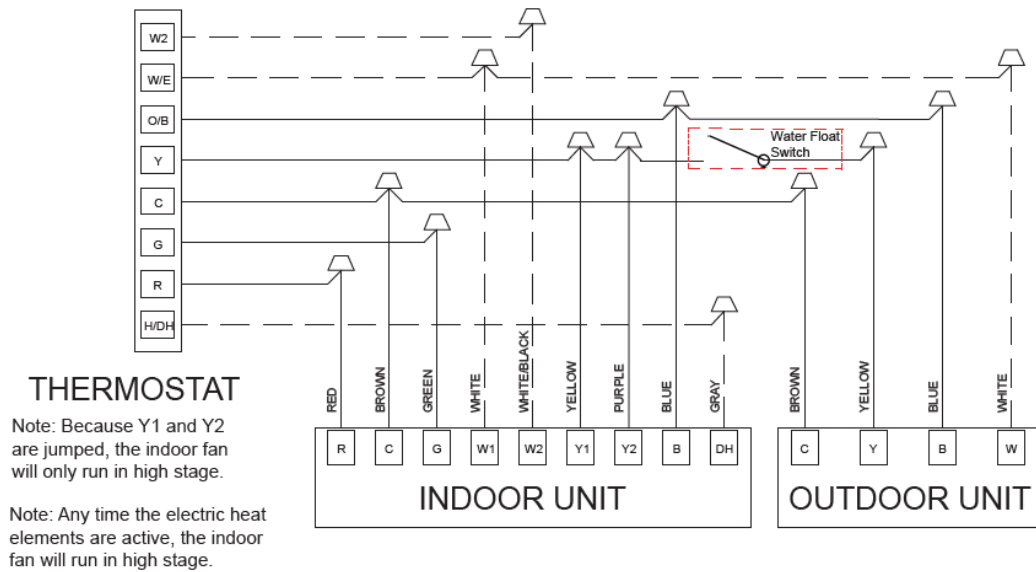 W2
W/E
O/B
Y
C
G
R
H/DH
Water Float
Switch
THERMOSTAT
Note: Because Y1 and Y2
are jumped, the indoor fan
will only run in high stage.
Note: Any time the electric heat
elements are active, the indoor
fan will run in high stage.
RED BROWN GREEN WHITE WHITE/BLACK YELLOW PURPLE BLUE GRAY BROWN YELLOW BLUE WHITE
R C G W1 W2 Y1 Y2 B DH C Y B W
INDOOR UNIT OUTDOOR UNIT